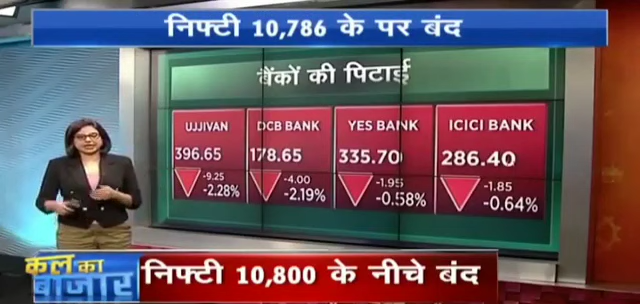 निफ्टी 10,786 के पर बंद
बैंकों की पिटाई
UJJIVAN
396.65
-9.25
-2.28%
DCB BANK
178.65
-4.00
-2.19%
YES BANK
335.70
-1.95
-0.58%
ICICI BANK
286.40
-1.85
-0.64%
कल का
बाज़ार
निफ्टी 10,800 के नीचे बंद